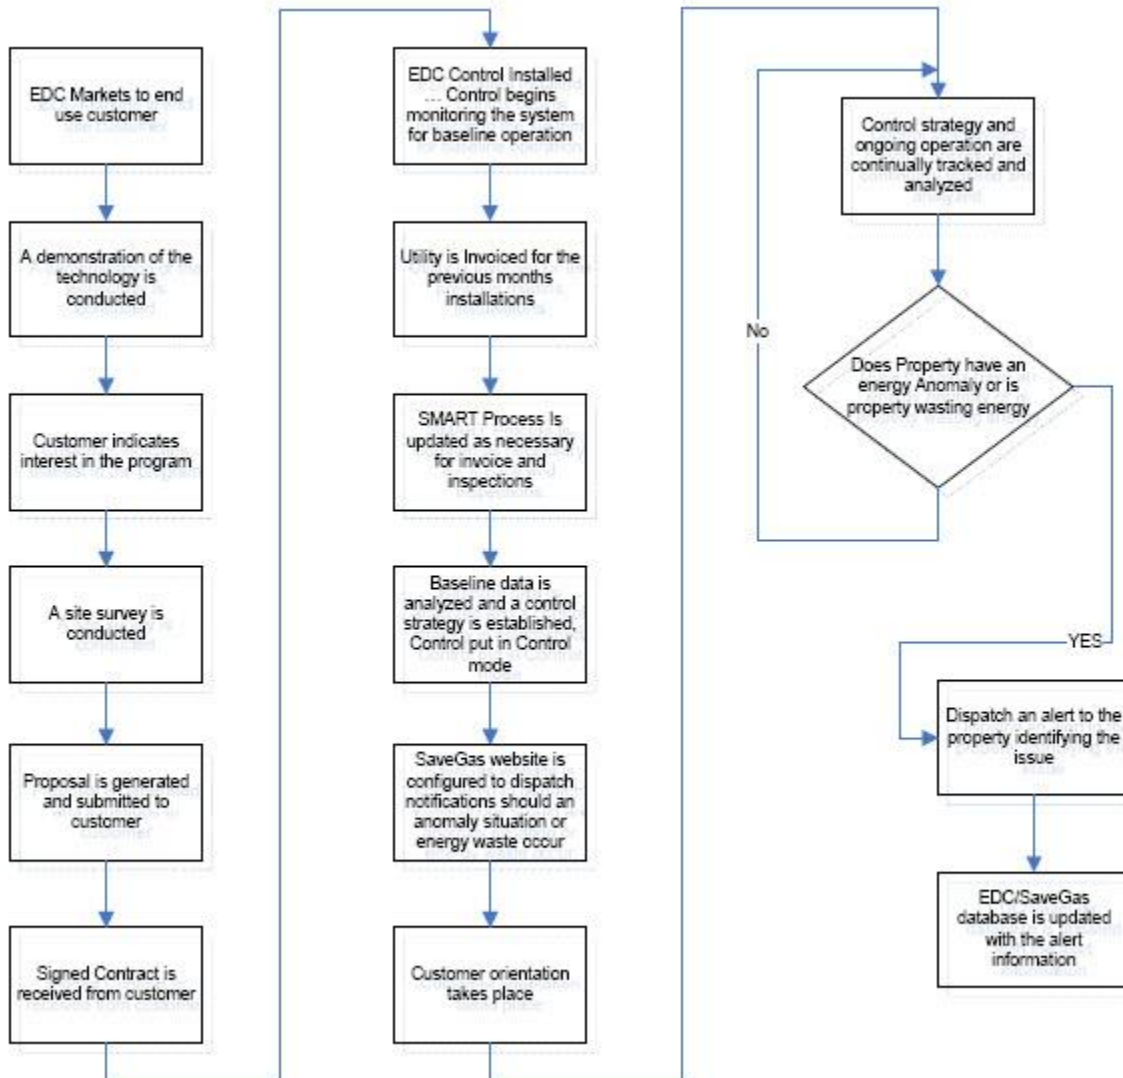 EDC Markets to end
use customer
A demonstration of the
technology is
conducted
Customer indicates
interest in the program
A site survey is
conducted
Proposal is generated
and submitted to
customer
Signed Contract is
received from customer
EDC Control Installed
.... Control begins
monitoring the system
for baseline operation
Utility is Invoiced for the
previous months
installations
SMART Process Is
updated as necessary
for invoice and
inspections
Baseline data is
analyzed and a control
strategy is established,
Control put in Control
mode
SaveGas website is
configured to dispatch
notifications should an
anomaly situation or
energy waste occur
Customer orientation
takes place
Control strategy and
ongoing operation are
continually tracked and
analyzed
Does Property have an
energy Anomaly or is
property wasting energy
No
YES
Dispatch an alert to the
property identifying the
issue
EDC/SaveGas
database is updated
with the alert
information